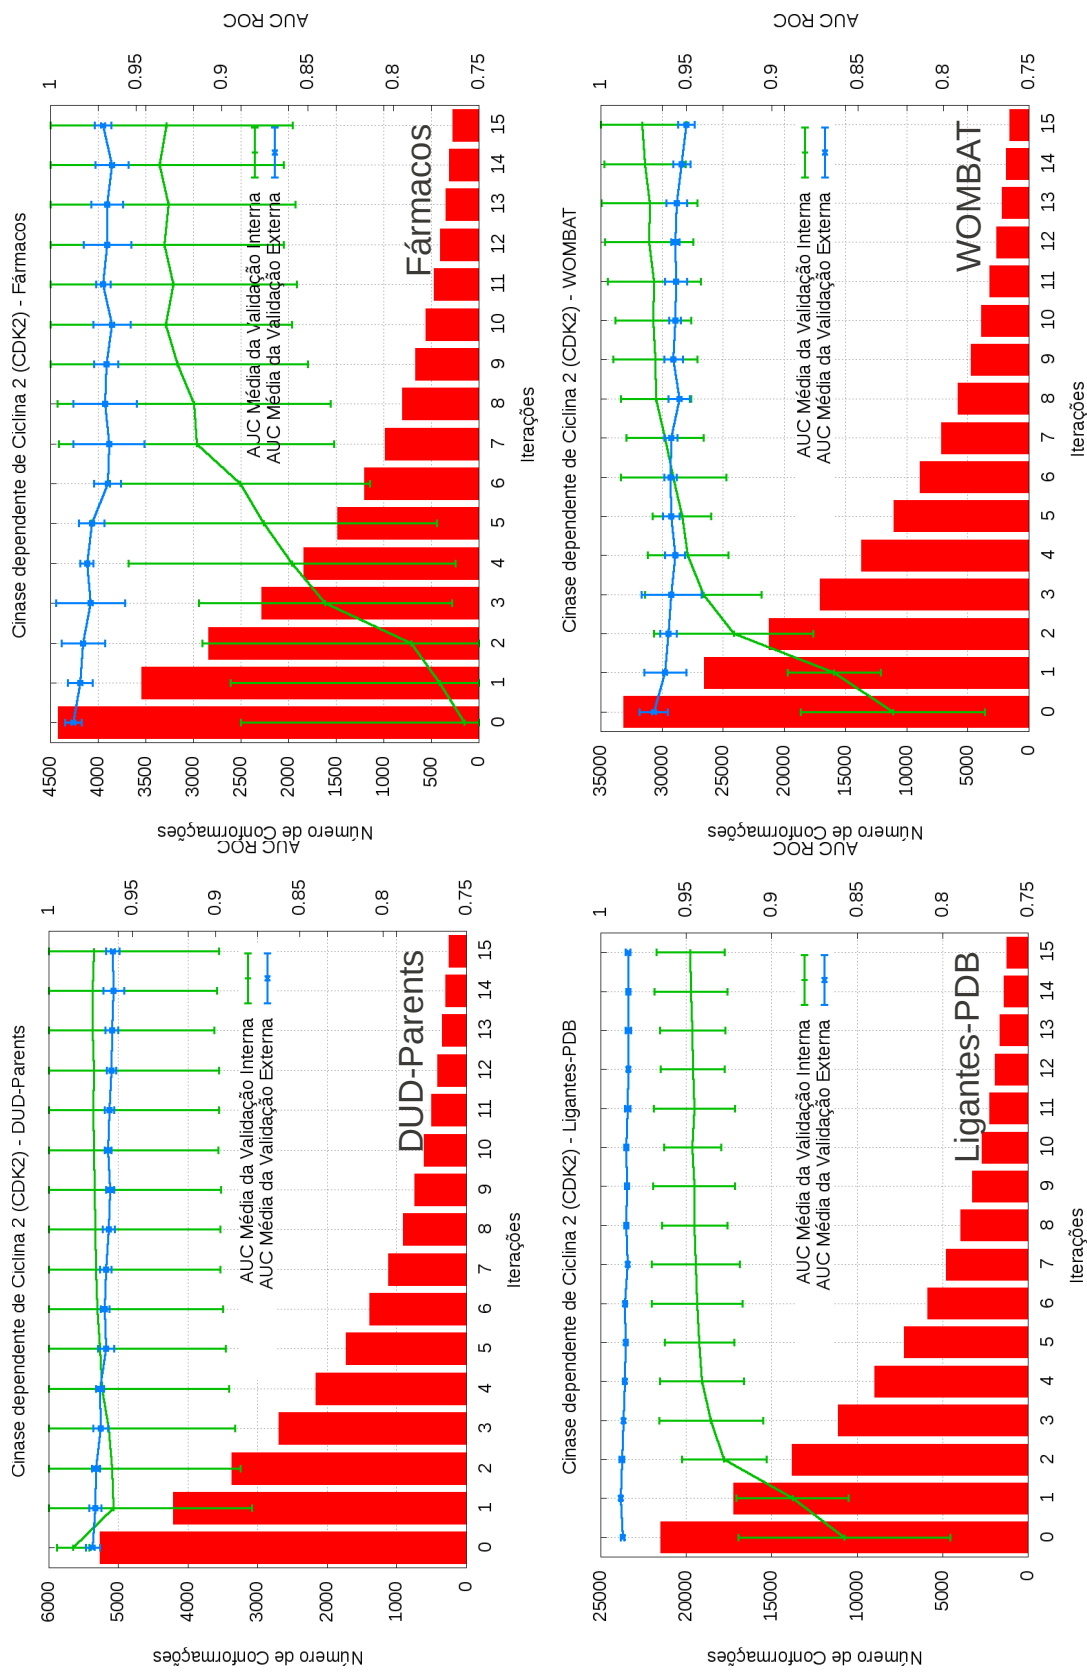 Cinase dependente de Ciclina 2 (CDK2) - DUD-Parents
Número de Conformações
6000
5000
4000
3000
2000
1000
0
AUC Média da Validação Interna
AUC Média da Validação Externa
DUD-Parents
0 1 2 3 4 5 6 7 8 9 10 11 12 13 14 15
Iterações
1
0.95
0.9
0.85
0.8
0.75
AUC ROC
Cinase dependente de Ciclina 2 (CDK2) - Fármacos
Número de Conformações
4500
4000
3500
3000
2500
2000
1500
1000
500
0
AUC Média da Validação Interna
AUC Média da Validação Externa
Fármacos
0 1 2 3 4 5 6 7 8 9 10 11 12 13 14 15
Iterações
1
0.95
0.9
0.85
0.8
0.75
AUC ROC
Cinase dependente de Ciclina 2 (CDK2) - Ligantes-PDB
Número de Conformações
25000
20000
15000
10000
5000
0
AUC Média da Validação Interna
AUC Média da Validação Externa
Ligantes-PDB
0 1 2 3 4 5 6 7 8 9 10 11 12 13 14 15
Iterações
1
0.95
0.9
0.85
0.8
0.75
AUC ROC
Cinase dependente de Ciclina 2 (CDK2) - WOMBAT
Número de Conformações
35000
30000
25000
20000
15000
10000
5000
0
AUC Média da Validação Interna
AUC Média da Validação Externa
WOMBAT
0 1 2 3 4 5 6 7 8 9 10 11 12 13 14 15
Iterações
1
0.95
0.9
0.85
0.8
0.75
AUC ROC